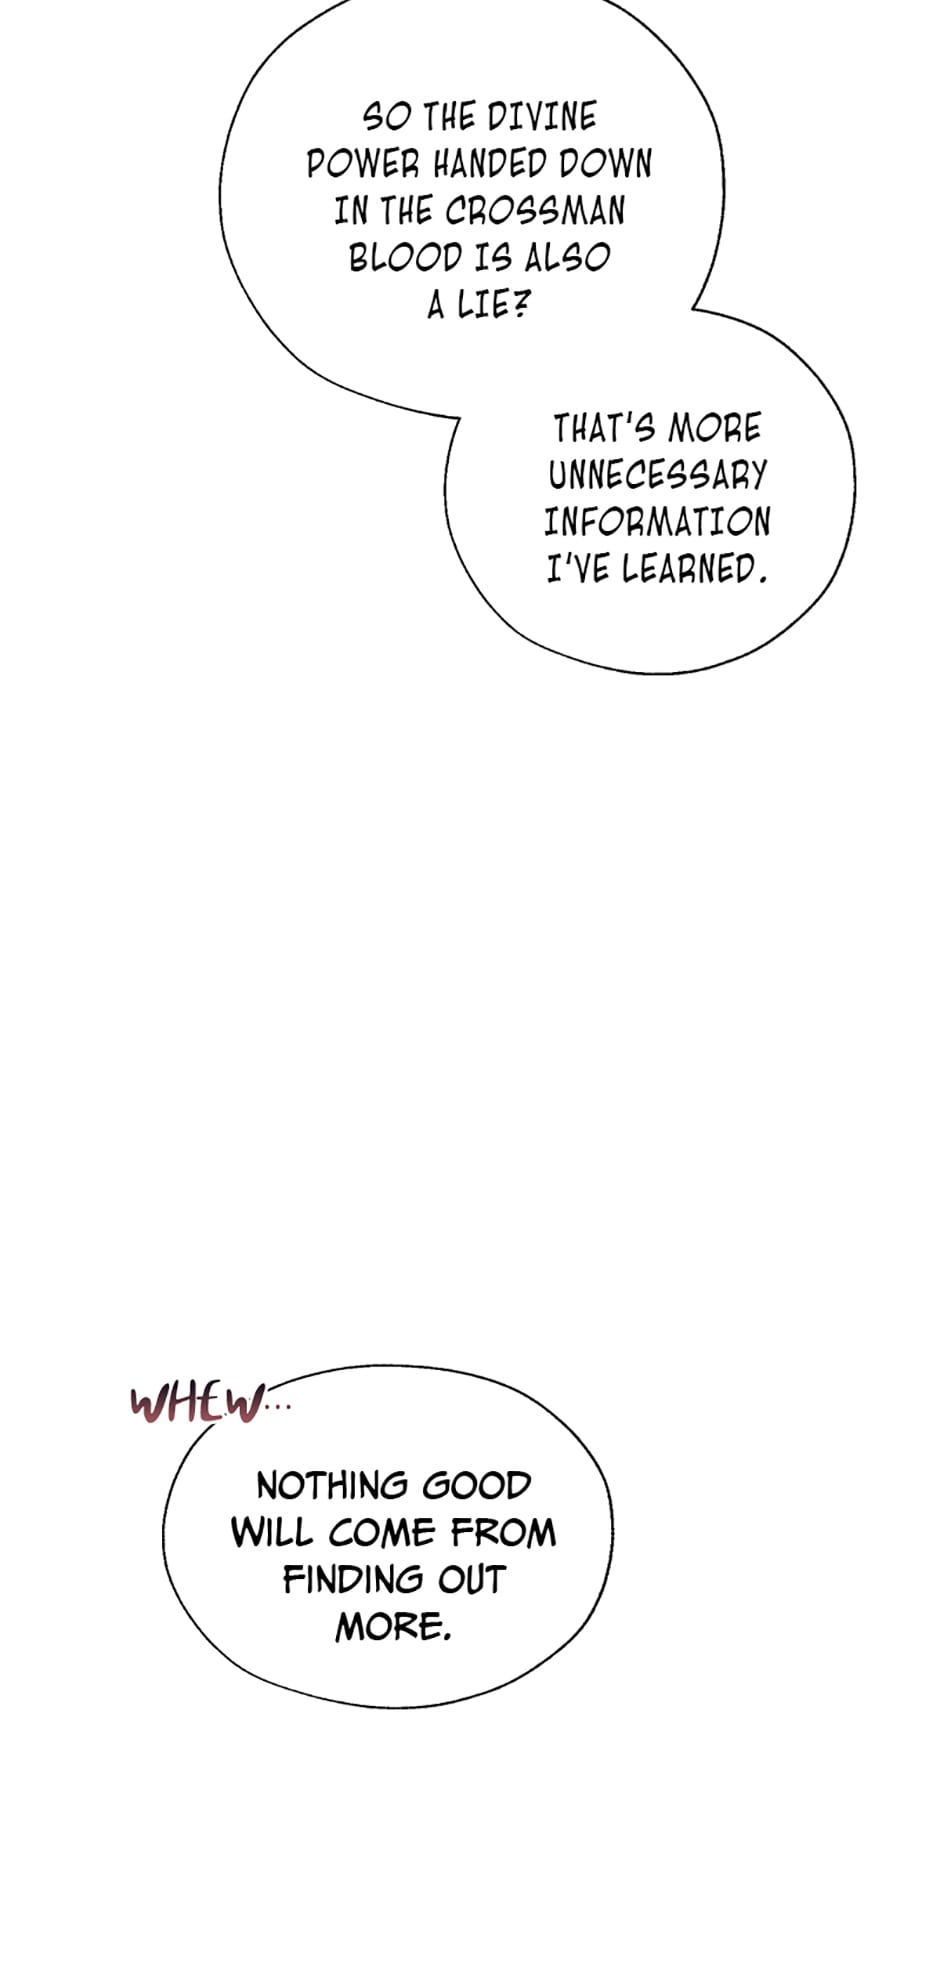 SO THE DIVINE
POWER HANDED DOWN
IN THE CROSSMAN
BLOOD IS ALSO
A LIE?
THAT'S MORE
UNNECESSARY
INFORMATION
I'VE LEARNED.
WHEW...
NOTHING GOOD
WILL COME FROM
FINDING OUT
MORE.